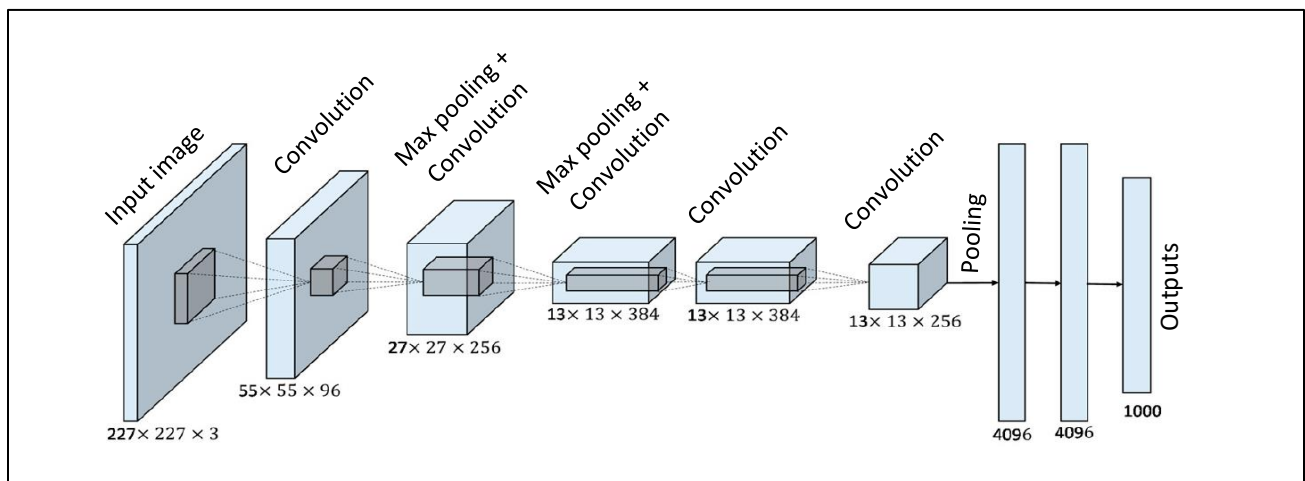 Input image
Convolution
Max pooling +
Convolution
Max pooling +
Convolution
Convolution
Convolution
Pooling
Outputs
227× 227 × 3
55× 55 × 96
27× 27 × 256
13× 13 × 384
13× 13 × 384
13× 13 × 256
4096
4096
1000